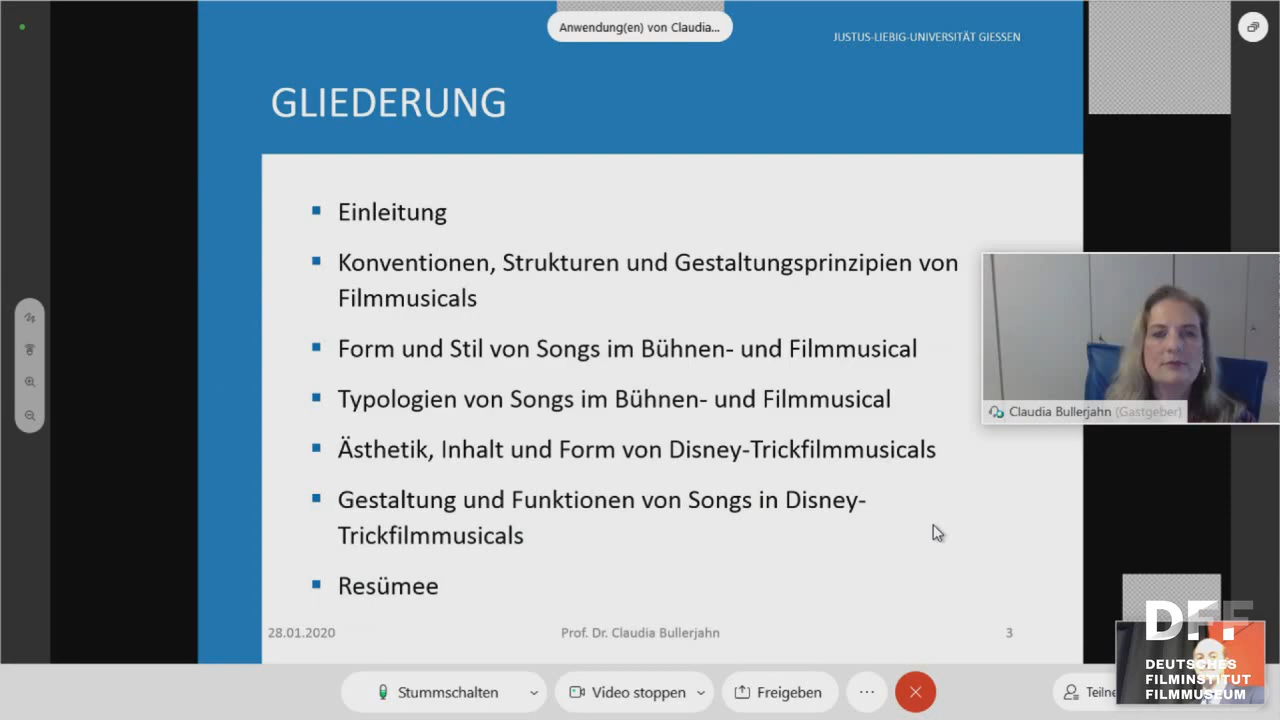 Anwendung(en) von Claudia...
JUSTUS-LIEBIG-UNIVERSITÄT GIESSEN
GLIEDERUNG
Einleitung
Konventionen, Strukturen und Gestaltungsprinzipien von
Filmmusicals
Form und Stil von Songs im Bühnen- und Filmmusical
Typologien von Songs im Bühnen- und Filmmusical
Ästhetik, Inhalt und Form von Disney-Trickfilmmusicals
Gestaltung und Funktionen von Songs in Disney-
Trickfilmmusicals
Resümee
28.01.2020
Prof. Dr. Claudia Bullerjahn
3
Claudia Bullerjahn (Gastgeber)
Stummschalten
Video stoppen
Freigeben
Teilne
DFF.
DEUTSCHES
FILMINSTITUT
FILMMUSEUM